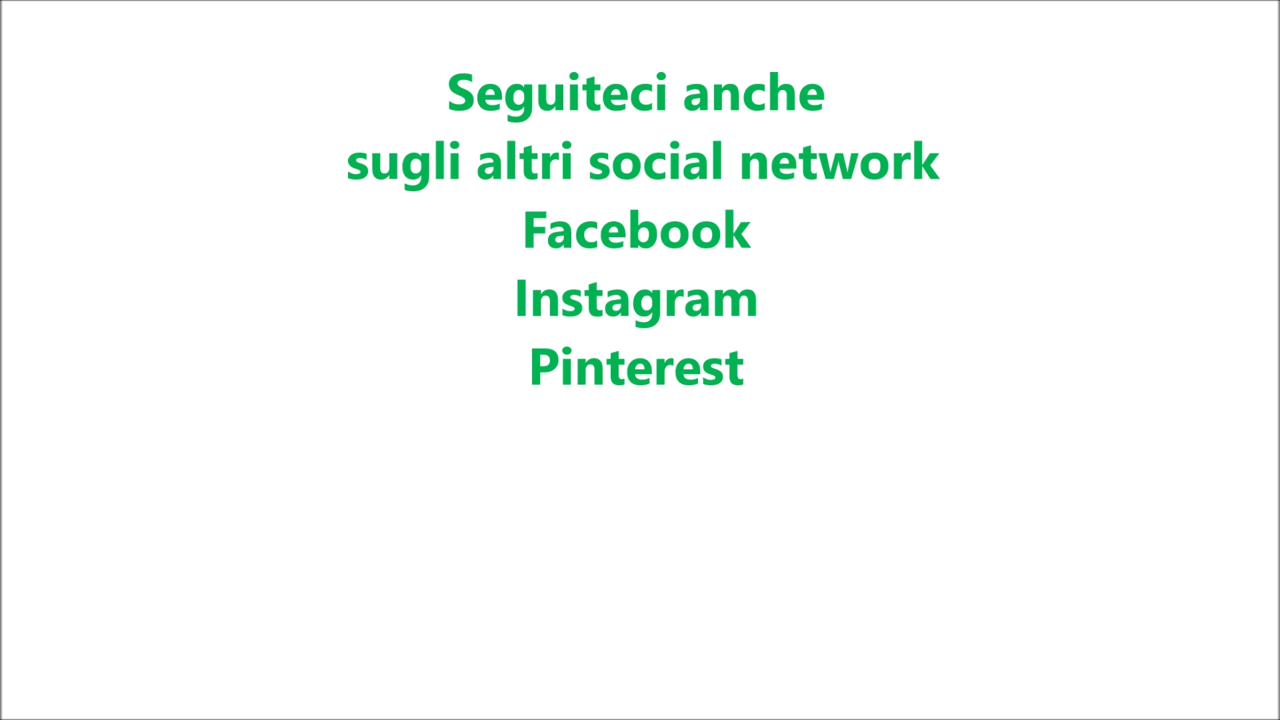 Seguiteci anche
sugli altri social network
Facebook
Instagram
Pinterest